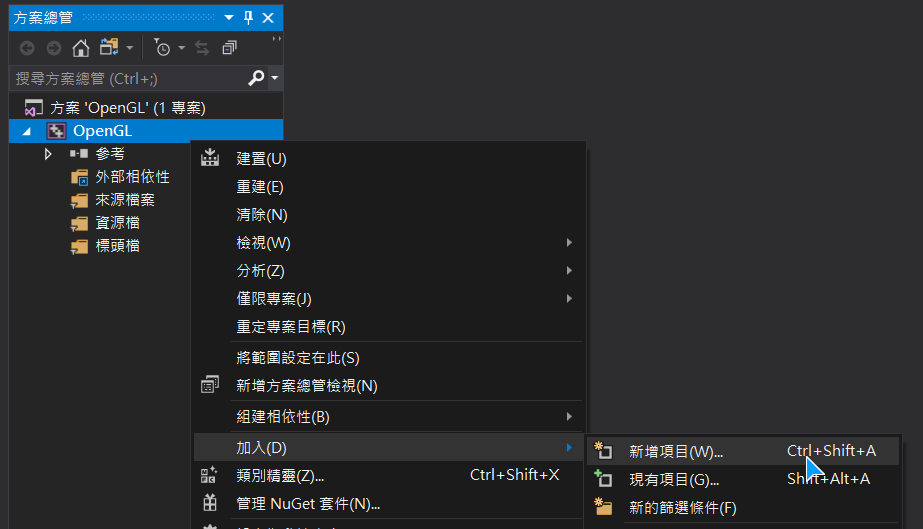 方案總管
搜尋方案總管 (Ctrl+;)
方案 'OpenGL' (1 專案)
OpenGL
參考
外部相依性
來源檔案
資源檔
標頭檔
建置(U)
重建(E)
清除(N)
檢視(W)
分析(Z)
僅限專案(J)
重定專案目標(R)
將範圍設定在此(S)
新增方案總管檢視(N)
組建相依性(B)
加入(D)
類別精靈(Z)... Ctrl+Shift+X
管理 NuGet 套件(N)...
新增項目(W)... Ctrl+Shift+A
現有項目(G)... Shift+Alt+A
新的篩選條件(F)